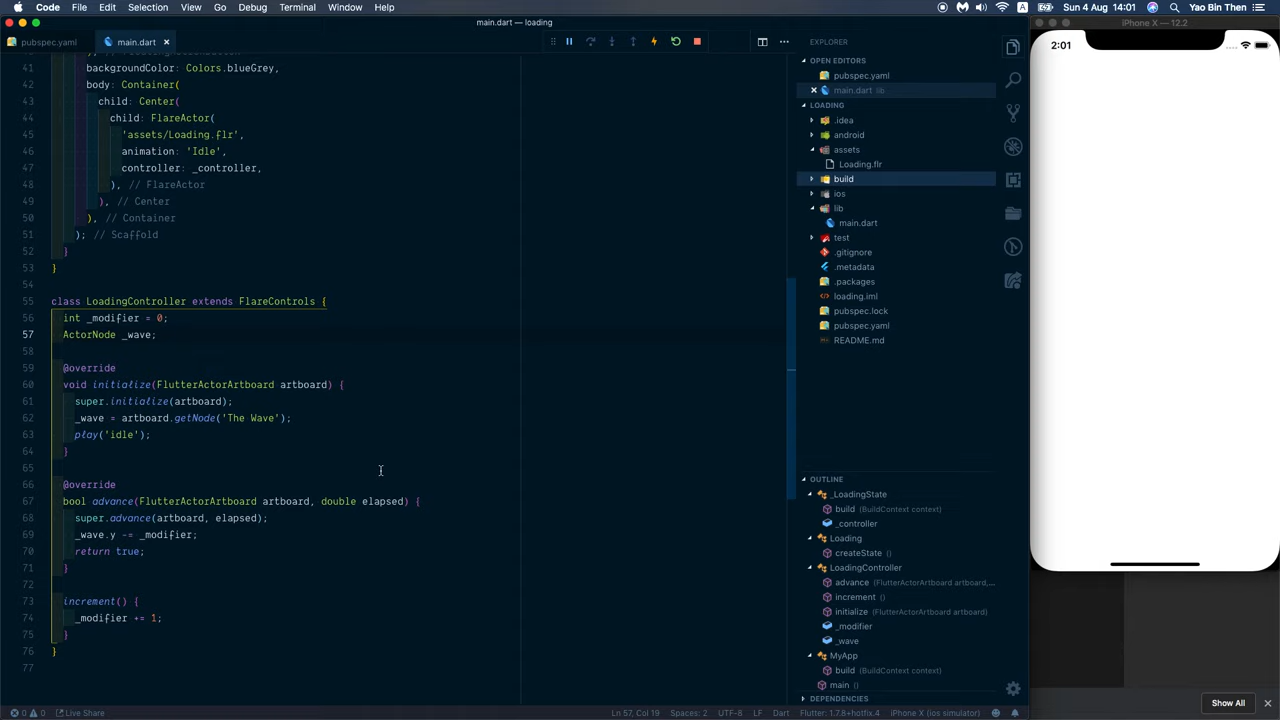 Code File Edit Selection View Go Debug Terminal Window Help
A Sun 4 Aug 14:01 Yao Bin Then
main.dart — loading
iPhone X — 12.2
pubspec.yaml main.dart
EXPLORER
2:01
OPEN EDITORS
pubspec.yaml
main.dart lib
LOADING
.idea
android
assets
Loading.flr
build
ios
lib
main.dart
test
.gitignore
.metadata
.packages
loading.iml
pubspec.lock
pubspec.yaml
README.md
41 backgroundColor: Colors.blueGrey,
42 body: Container(
43 child: Center(
44 child: FlareActor(
45 'assets/Loading.flr',
46 animation: 'Idle',
47 controller: _controller,
48 ), // FlareActor
49 ), // Center
50 ), // Container
51 ); // Scaffold
52 }
53 }
54
55 class LoadingController extends FlareControls {
56 int _modifier = 0;
57 ActorNode _wave;
58
59 @override
60 void initialize(FlutterActorArtboard artboard) {
61 super.initialize(artboard);
62 _wave = artboard.getNode('The Wave');
63 play('idle');
64 }
65
66 @override
67 bool advance(FlutterActorArtboard artboard, double elapsed) {
68 super.advance(artboard, elapsed);
69 _wave.y -= _modifier;
70 return true;
71 }
72
73 increment() {
74 _modifier += 1;
75 }
76 }
77
OUTLINE
_LoadingState
build (BuildContext context)
_controller
Loading
createState ()
LoadingController
advance (FlutterActorArtboard artboard,...
increment ()
initialize (FlutterActorArtboard artboard)
_modifier
_wave
MyApp
build (BuildContext context)
main ()
DEPENDENCIES
Show All
0 0 Live Share
Ln 57, Col 19 Spaces: 2 UTF-8 LF Dart Flutter: 1.7.8+hotfix.4 iPhone X (ios simulator)